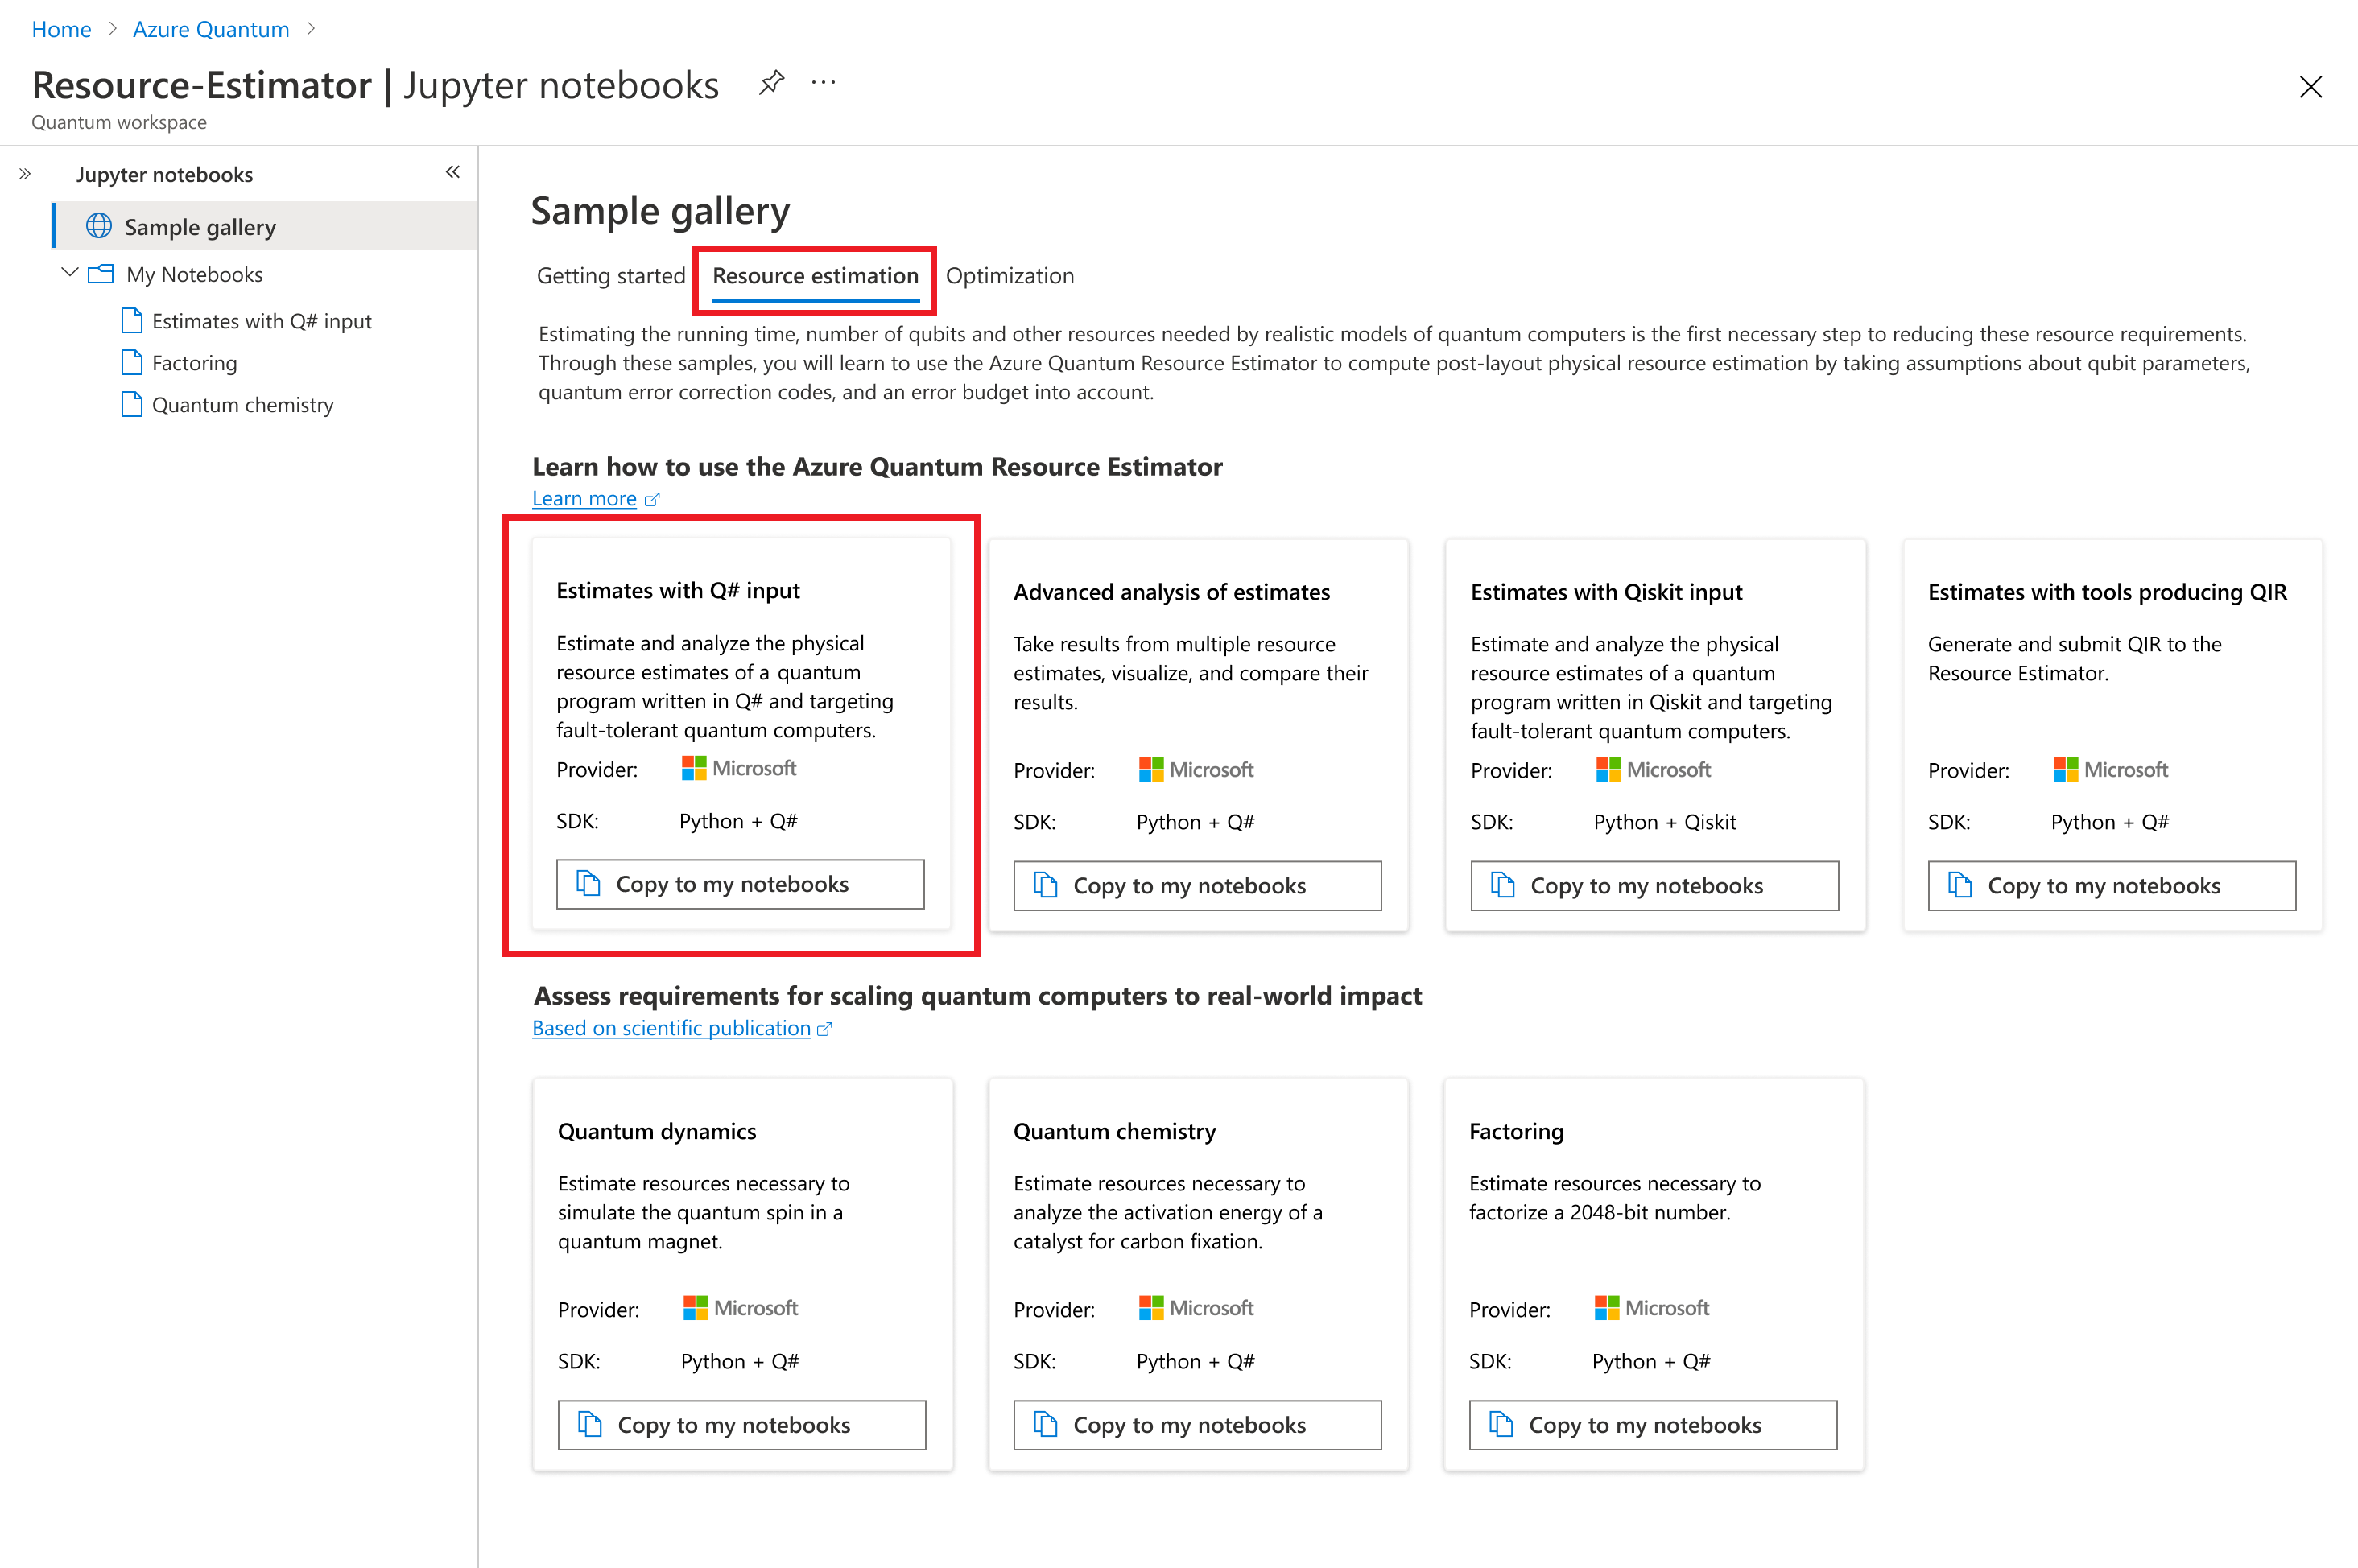 Home > Azure Quantum >
Resource-Estimator | Jupyter notebooks
Quantum workspace
Jupyter notebooks
Sample gallery
My Notebooks
Estimates with Q# input
Factoring
Quantum chemistry
Sample gallery
Getting started Resource estimation Optimization
Estimating the running time, number of qubits and other resources needed by realistic models of quantum computers is the first necessary step to reducing these resource requirements.
Through these samples, you will learn to use the Azure Quantum Resource Estimator to compute post-layout physical resource estimation by taking assumptions about qubit parameters,
quantum error correction codes, and an error budget into account.
Learn how to use the Azure Quantum Resource Estimator
Learn more
Estimates with Q# input
Estimate and analyze the physical
resource estimates of a quantum
program written in Q# and targeting
fault-tolerant quantum computers.
Provider: Microsoft
SDK: Python + Q#
Copy to my notebooks
Advanced analysis of estimates
Take results from multiple resource
estimates, visualize, and compare their
results.
Provider: Microsoft
SDK: Python + Q#
Copy to my notebooks
Estimates with Qiskit input
Estimate and analyze the physical
resource estimates of a quantum
program written in Qiskit and targeting
fault-tolerant quantum computers.
Provider: Microsoft
SDK: Python + Qiskit
Copy to my notebooks
Estimates with tools producing QIR
Generate and submit QIR to the
Resource Estimator.
Provider: Microsoft
SDK: Python + Q#
Copy to my notebooks
Assess requirements for scaling quantum computers to real-world impact
Based on scientific publication
Quantum dynamics
Estimate resources necessary to
simulate the quantum spin in a
quantum magnet.
Provider: Microsoft
SDK: Python + Q#
Copy to my notebooks
Quantum chemistry
Estimate resources necessary to
analyze the activation energy of a
catalyst for carbon fixation.
Provider: Microsoft
SDK: Python + Q#
Copy to my notebooks
Factoring
Estimate resources necessary to
factorize a 2048-bit number.
Provider: Microsoft
SDK: Python + Q#
Copy to my notebooks